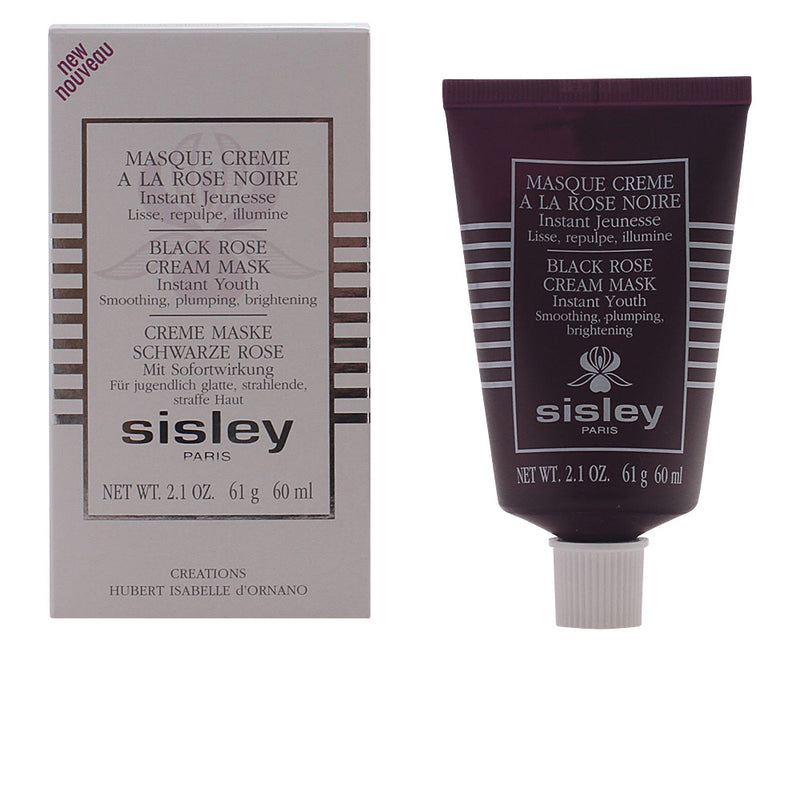 new
nouveau
MASQUE CREME
A LA ROSE NOIRE
Instant Jeunesse
Lisse, repulpe, illumine
BLACK ROSE
CREAM MASK
Instant Youth
Smoothing, plumping, brightening
CREME MASKE
SCHWARZE ROSE
Mit Sofortwirkung
Für jugendlich glatte, strahlende,
straffe Haut
sisley
PARIS
NET WT. 2.1 OZ. 61 g 60 ml
CREATIONS
HUBERT ISABELLE d'ORNANO
MASQUE CREME
A LA ROSE NOIRE
Instant Jeunesse
Lisse, repulpe, illumine
BLACK ROSE
CREAM MASK
Instant Youth
Smoothing, plumping,
brightening
sisley
PARIS
NET WT. 2.1 OZ. 61 g 60 ml